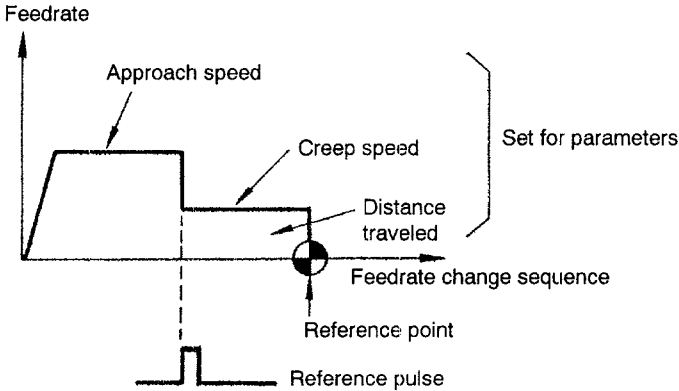 Feedrate
Approach speed
Creep speed
Set for parameters
Distance
traveled
Feedrate change sequence
Reference point
Reference pulse